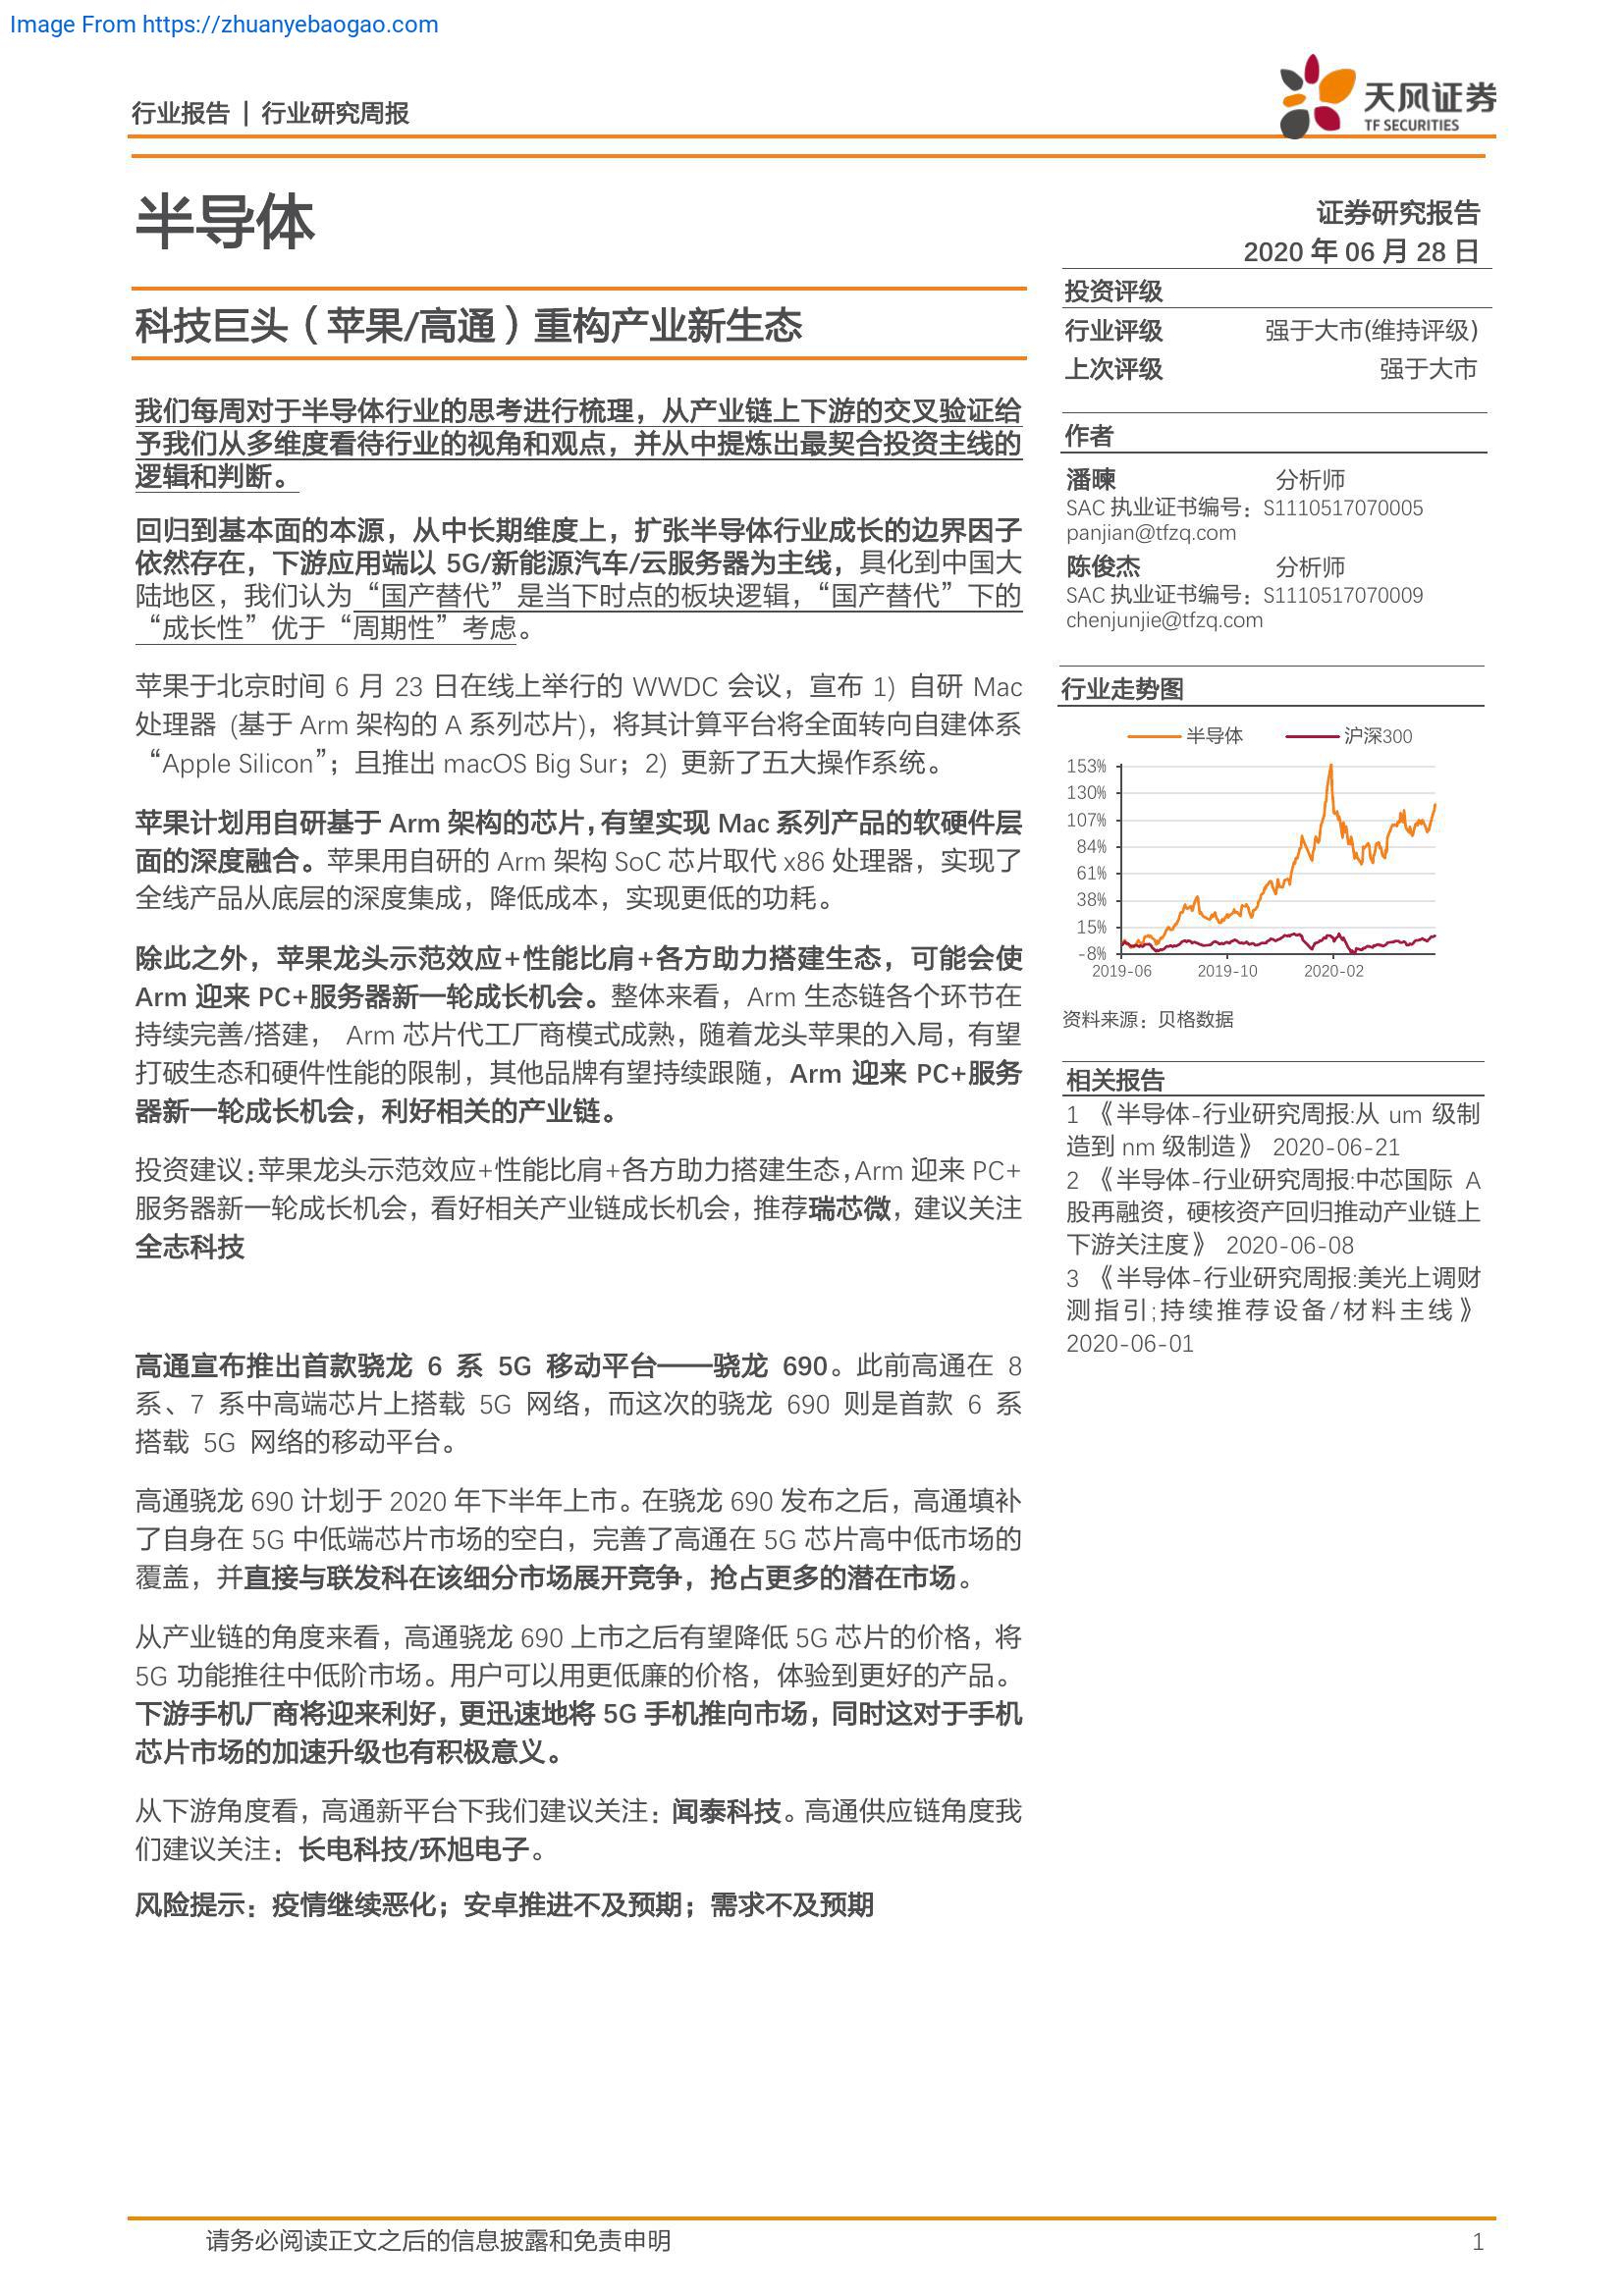 Image From https://zhuanyebaogao.com
行业报告 | 行业研究周报
天风证券
TF SECURITIES
半导体
证券研究报告
2020 年 06 月 28 日
科技巨头（苹果/高通）重构产业新生态
投资评级
行业评级 强于大市(维持评级)
上次评级 强于大市
我们每周对于半导体行业的思考进行梳理，从产业链上下游的交叉验证给
予我们从多维度看待行业的视角和观点，并从中提炼出最契合投资主线的
逻辑和判断。
回归到基本面的本源，从中长期维度上，扩张半导体行业成长的边界因子
依然存在，下游应用端以 5G/新能源汽车/云服务器为主线，具化到中国大
陆地区，我们认为“国产替代”是当下时点的板块逻辑，“国产替代”下的
“成长性”优于“周期性”考虑。
苹果于北京时间 6 月 23 日在线上举行的 WWDC 会议，宣布 1）自研 Mac
处理器（基于 Arm 架构的 A 系列芯片），将其计算平台将全面转向自建体系
“Apple Silicon”；且推出 macOS Big Sur；2）更新了五大操作系统。
苹果计划用自研基于 Arm 架构的芯片，有望实现 Mac 系列产品的软硬件层
面的深度融合。苹果用自研的 Arm 架构 SoC 芯片取代 x86 处理器，实现了
全线产品从底层的深度集成，降低成本，实现更低的功耗。
除此之外，苹果龙头示范效应+性能比肩+各方助力搭建生态，可能会使
Arm 迎来 PC+服务器新一轮成长机会。整体来看，Arm 生态链各个环节在
持续完善/搭建， Arm 芯片代工厂商模式成熟，随着龙头苹果的入局，有望
打破生态和硬件性能的限制，其他品牌有望持续跟随，Arm 迎来 PC+服务
器新一轮成长机会，利好相关的产业链。
投资建议：苹果龙头示范效应+性能比肩+各方助力搭建生态，Arm 迎来 PC+
服务器新一轮成长机会，看好相关产业链成长机会，推荐瑞芯微，建议关注
全志科技
高通宣布推出首款骁龙 6 系 5G 移动平台——骁龙 690。此前高通在 8
系、7 系中高端芯片上搭载 5G 网络，而这次的骁龙 690 则是首款 6 系
搭载 5G 网络的移动平台。
高通骁龙 690 计划于 2020 年下半年上市。在骁龙 690 发布之后，高通填补
了自身在 5G 中低端芯片市场的空白，完善了高通在 5G 芯片高中低市场的
覆盖，并直接与联发科在该细分市场展开竞争，抢占更多的潜在市场。
从产业链的角度来看，高通骁龙 690 上市之后有望降低 5G 芯片的价格，将
5G 功能推往中低阶市场。用户可以用更低廉的价格，体验到更好的产品。
下游手机厂商将迎来利好，更迅速地将 5G 手机推向市场，同时这对于手机
芯片市场的加速升级也有积极意义。
从下游角度看，高通新平台下我们建议关注：闻泰科技。高通供应链角度我
们建议关注：长电科技/环旭电子。
风险提示：疫情继续恶化；安卓推进不及预期；需求不及预期
作者
潘暕 分析师
SAC 执业证书编号：S1110517070005
panjian@tfzq.com
陈俊杰 分析师
SAC 执业证书编号：S1110517070009
chenjunjie@tfzq.com
行业走势图
半导体 沪深300
153%
130%
107%
84%
61%
38%
15%
-8%
2019-06 2019-10 2020-02
资料来源：贝格数据
相关报告
1 《半导体-行业研究周报:从 um 级制
造到 nm 级制造》 2020-06-21
2 《半导体-行业研究周报:中芯国际 A
股再融资，硬核资产回归推动产业链上
下游关注度》 2020-06-08
3 《半导体-行业研究周报:美光上调财
测指引;持续推荐设备/材料主线》
2020-06-01
请务必阅读正文之后的信息披露和免责申明 1